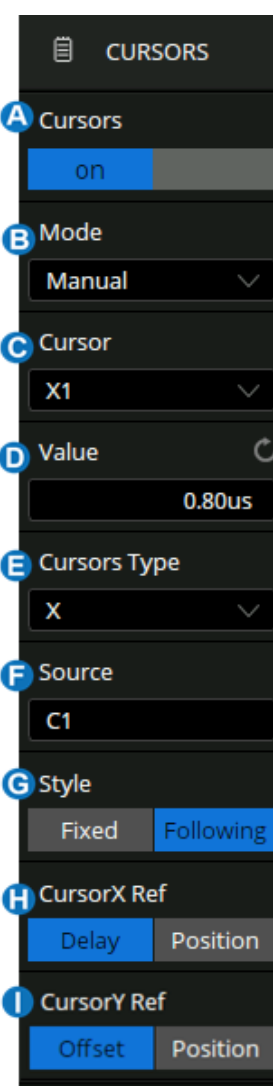 CURSORS
A Cursors
on
B Mode
Manual
C Cursor
X1
D Value
0.80us
E Cursors Type
X
F Source
C1
G Style
Fixed Following
H CursorX Ref
Delay Position
I CursorY Ref
Offset Position